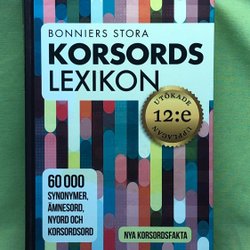 BONNIERS STORA
KORSORDS
LEXIKON
UTÖKADE
12:e
UPPLAGAN
60 000
SYNONYMER,
ÄMNESORD,
NYORD OCH
KORSORDSORD
NYA KORSORDSFAKTA